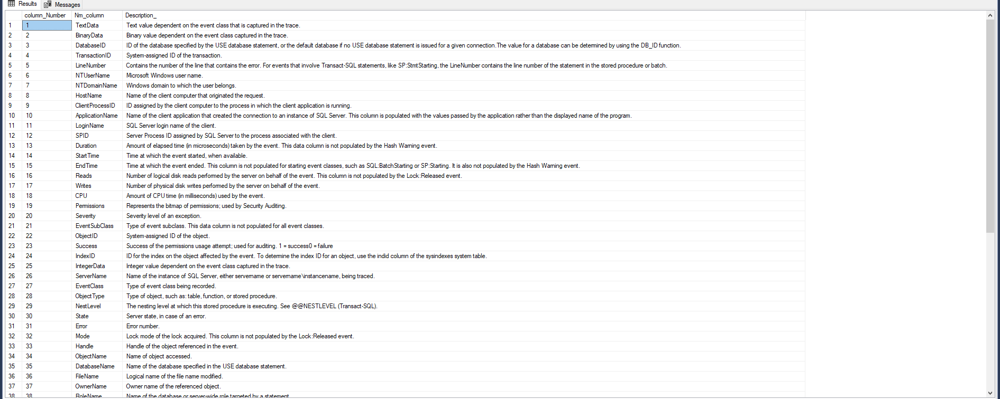 Results Messages
column_Number Nm_column Description_
1 1 TextData Text value dependent on the event class that is captured in the trace.
2 2 BinaryData Binary value dependent on the event class captured in the trace.
3 3 DatabaseID ID of the database specified by the USE database statement, or the default database if no USE database statement is issued for a given connection.The value for a database can be determined by using the DB_ID function.
4 4 TransactionID System-assigned ID of the transaction.
5 5 LineNumber Contains the number of the line that contains the error. For events that involve Transact-SQL statements, like SP:StmtStarting, the LineNumber contains the line number of the statement in the stored procedure or batch.
6 6 NTUserName Microsoft Windows user name.
7 7 NTDomainName Windows domain to which the user belongs.
8 8 HostName Name of the client computer that originated the request.
9 9 ClientProcessID ID assigned by the client computer to the process in which the client application is running.
10 10 ApplicationName Name of the client application that created the connection to an instance of SQL Server. This column is populated with the values passed by the application rather than the displayed name of the program.
11 11 LoginName SQL Server login name of the client.
12 12 SPID Server Process ID assigned by SQL Server to the process associated with the client.
13 13 Duration Amount of elapsed time (in microseconds) taken by the event. This data column is not populated by the Hash Warning event.
14 14 StartTime Time at which the event started, when available.
15 15 EndTime Time at which the event ended. This column is not populated for starting event classes, such as SQL:BatchStarting or SP:Starting. It is also not populated by the Hash Warning event.
16 16 Reads Number of logical disk reads performed by the server on behalf of the event. This column is not populated by the Lock:Released event.
17 17 Writes Number of physical disk writes performed by the server on behalf of the event.
18 18 CPU Amount of CPU time (in milliseconds) used by the event.
19 19 Permissions Represents the bitmap of permissions; used by Security Auditing.
20 20 Severity Severity level of an exception.
21 21 EventSubClass Type of event subclass. This data column is not populated for all event classes.
22 22 ObjectID System-assigned ID of the object.
23 23 Success Success of the permissions usage attempt; used for auditing. 1 = success0 = failure
24 24 IndexID ID for the index on the object affected by the event. To determine the index ID for an object, use the indid column of the sysindexes system table.
25 25 IntegerData Integer value dependent on the event class captured in the trace.
26 26 ServerName Name of the instance of SQL Server, either servername or servername\instancename, being traced.
27 27 EventClass Type of event class being recorded.
28 28 ObjectType Type of object, such as: table, function, or stored procedure.
29 29 NestLevel The nesting level at which this stored procedure is executing. See @@NESTLEVEL (Transact-SQL).
30 30 State Server state, in case of an error.
31 31 Error Error number.
32 32 Mode Lock mode of the lock acquired. This column is not populated by the Lock:Released event.
33 33 Handle Handle of the object referenced in the event.
34 34 ObjectName Name of object accessed.
35 35 DatabaseName Name of the database specified in the USE database statement.
36 36 FileName Logical name of the file name modified.
37 37 OwnerName Owner name of the referenced object.
38 38 RoleName Name of the database or server-wide role targeted by a statement.